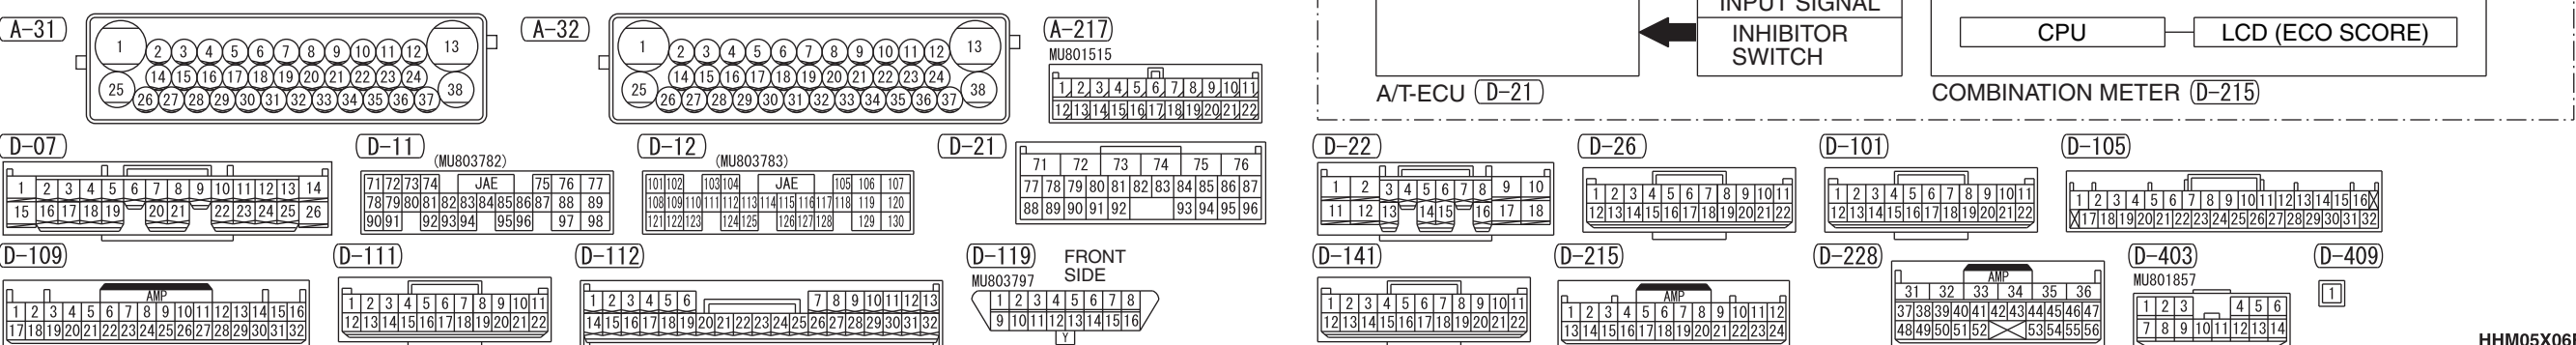 INPUT SIGNAL
INHIBITOR
SWITCH
CPU
LCD (ECO SCORE)
A/T-ECU D-21
COMBINATION METER D-215
A-31
1 2 3 4 5 6 7 8 9 10 11 12 13
14 15 16 17 18 19 20 21 22 23 24
25 26 27 28 29 30 31 32 33 34 35 36 37 38
A-32
1 2 3 4 5 6 7 8 9 10 11 12 13
14 15 16 17 18 19 20 21 22 23 24
25 26 27 28 29 30 31 32 33 34 35 36 37 38
A-217
MU801515
1 2 3 4 5 6 7 8 9 10 11
12 13 14 15 16 17 18 19 20 21 22
D-07
1 2 3 4 5 6 7 8 9 10 11 12 13 14
15 16 17 18 19 20 21 22 23 24 25 26
D-11
(MU803782)
71 72 73 74 JAE 75 76 77
78 79 80 81 82 83 84 85 86 87 88 89
90 91 92 93 94 95 96 97 98
D-12
(MU803783)
101 102 103 104 JAE 105 106 107
108 109 110 111 112 113 114 115 116 117 118 119 120
121 122 123 124 125 126 127 128 129 130
D-21
71 72 73 74 75 76
77 78 79 80 81 82 83 84 85 86 87
88 89 90 91 92 93 94 95 96
D-22
1 2 3 4 5 6 7 8 9 10
11 12 13 14 15 16 17 18
D-26
1 2 3 4 5 6 7 8 9 10 11
12 13 14 15 16 17 18 19 20 21 22
D-101
1 2 3 4 5 6 7 8 9 10 11
12 13 14 15 16 17 18 19 20 21 22
D-105
1 2 3 4 5 6 7 8 9 10 11 12 13 14 15 16
17 18 19 20 21 22 23 24 25 26 27 28 29 30 31 32
D-109
AMP
1 2 3 4 5 6 7 8 9 10 11 12 13 14 15 16
17 18 19 20 21 22 23 24 25 26 27 28 29 30 31 32
D-111
1 2 3 4 5 6 7 8 9 10 11
12 13 14 15 16 17 18 19 20 21 22
D-112
1 2 3 4 5 6 7 8 9 10 11 12 13
14 15 16 17 18 19 20 21 22 23 24 25 26 27 28 29 30 31 32
D-119
FRONT
SIDE
MU803797
1 2 3 4 5 6 7 8
9 10 11 12 13 14 15 16
Y
D-141
1 2 3 4 5 6 7 8 9 10 11
12 13 14 15 16 17 18 19 20 21 22
D-215
AMP
1 2 3 4 5 6 7 8 9 10 11 12
13 14 15 16 17 18 19 20 21 22 23 24
D-228
AMP
31 32 33 34 35 36
37 38 39 40 41 42 43 44 45 46 47
48 49 50 51 52 53 54 55 56
D-403
MU801857
1 2 3 4 5 6
7 8 9 10 11 12 13 14
D-409
1